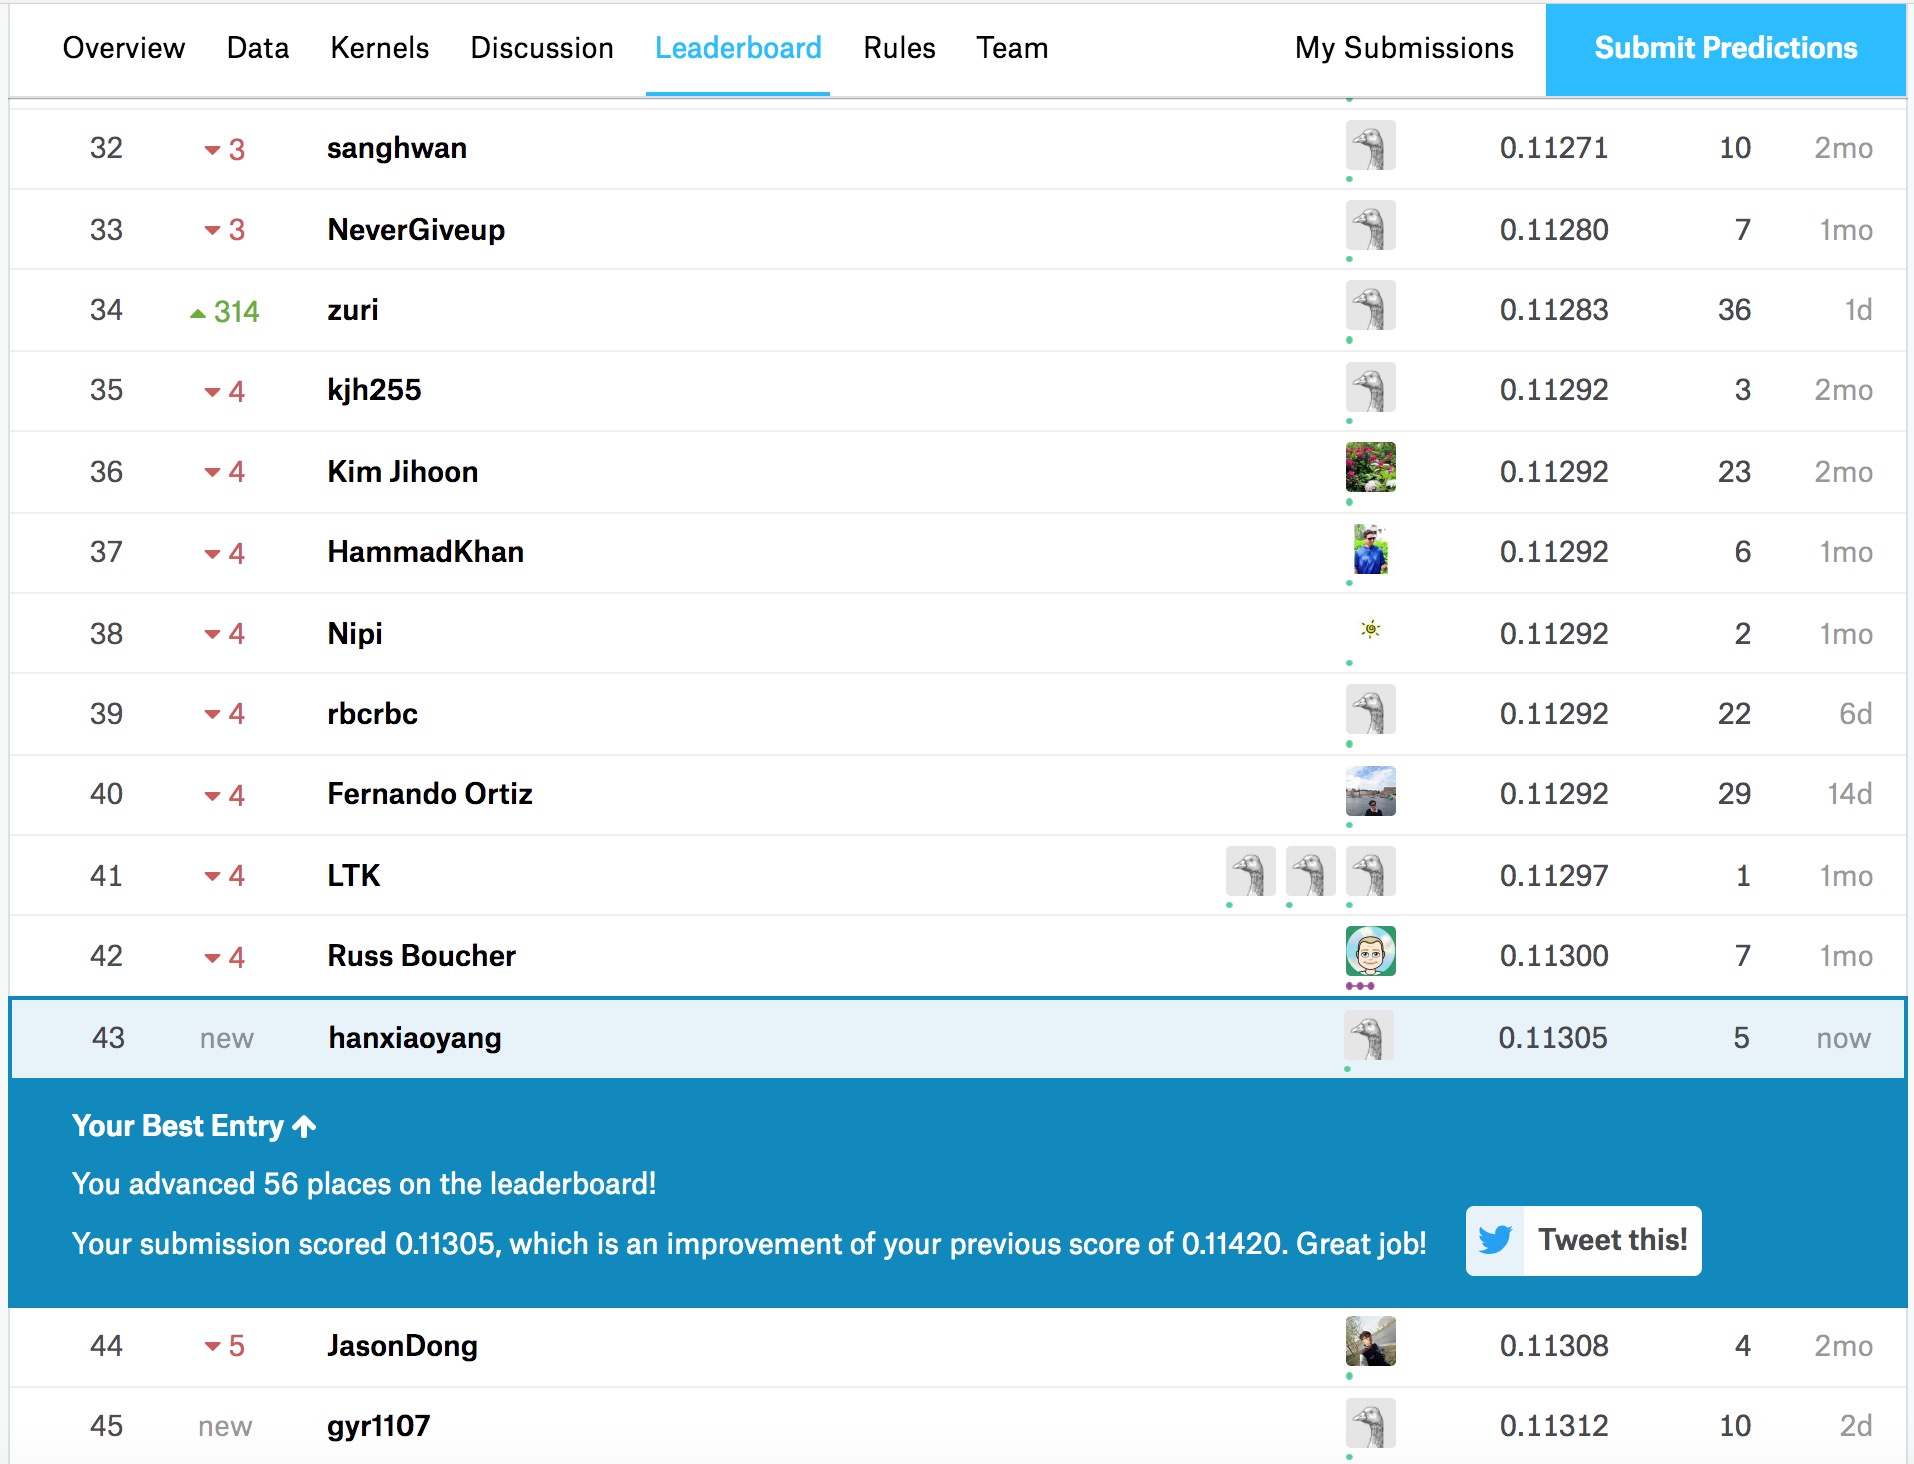 Overview Data Kernels Discussion Leaderboard Rules Team My Submissions Submit Predictions
32 3 sanghwan 0.11271 10 2mo
33 3 NeverGiveup 0.11280 7 1mo
34 314 zuri 0.11283 36 1d
35 4 kjh255 0.11292 3 2mo
36 4 Kim Jihoon 0.11292 23 2mo
37 4 HammadKhan 0.11292 6 1mo
38 4 Nipi 0.11292 2 1mo
39 4 rbcrbc 0.11292 22 6d
40 4 Fernando Ortiz 0.11292 29 14d
41 4 LTK 0.11297 1 1mo
42 4 Russ Boucher 0.11300 7 1mo
43 new hanxiaoyang 0.11305 5 now
Your Best Entry
You advanced 56 places on the leaderboard!
Your submission scored 0.11305, which is an improvement of your previous score of 0.11420. Great job! Tweet this!
44 5 JasonDong 0.11308 4 2mo
45 new gyr1107 0.11312 10 2d